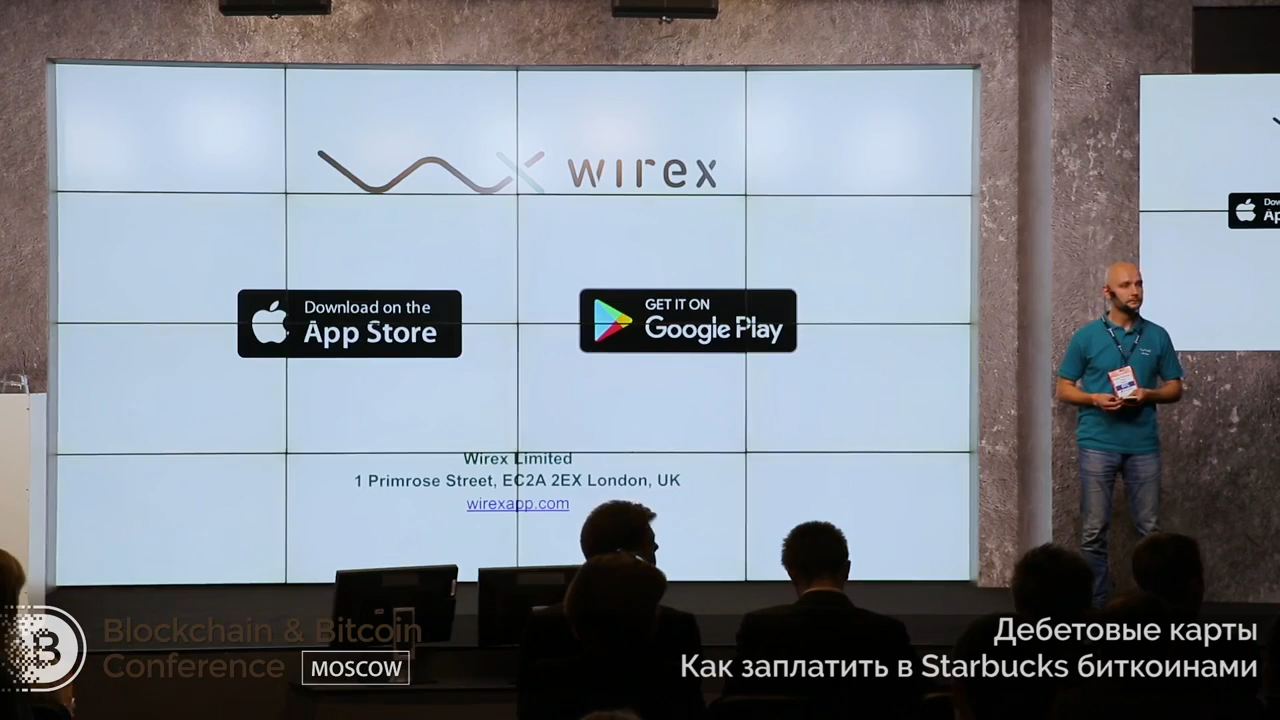 wirex
Download on the
App Store
GET IT ON
Google Play
Wirex Limited
1 Primrose Street, EC2A 2EX London, UK
wirexapp.com
Blockchain & Bitcoin
Conference
MOSCOW
Дебетовые карты
Как заплатить в Starbucks биткоинами